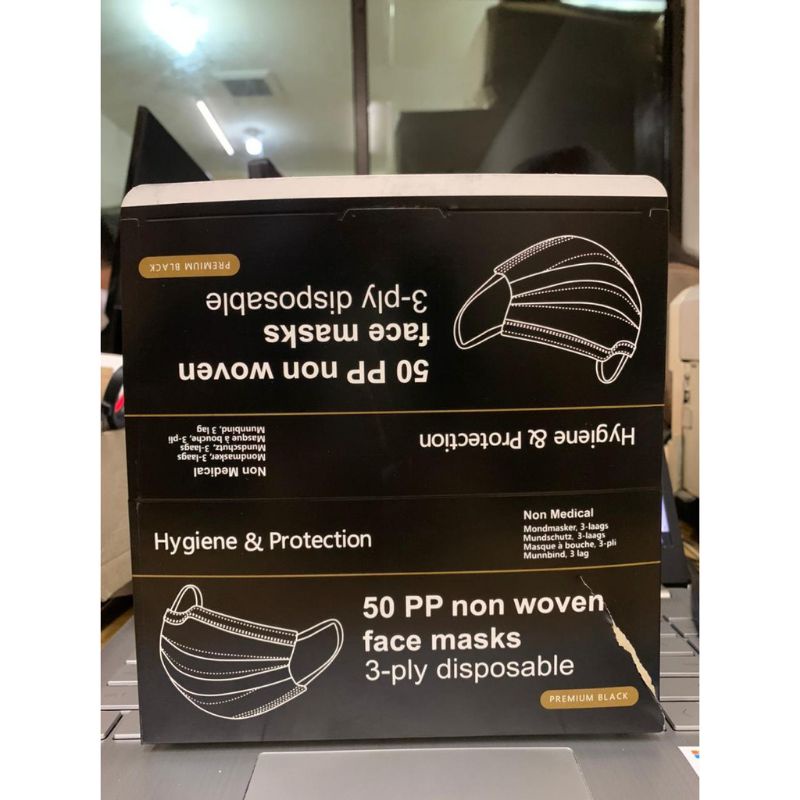 PREMIUM BLACK
3-ply disposable
face masks
50 PP non woven
Hygiene & Protection
Non Medical
Mondmasker, 3-laags
Mundschutz, 3-laags
Masque à bouche, 3-pli
Munnbind, 3 lag
Hygiene & Protection
Non Medical
Mondmasker, 3-laags
Mundschutz, 3-laags
Masque à bouche, 3-pli
Munnbind, 3 lag
50 PP non woven
face masks
3-ply disposable
PREMIUM BLACK